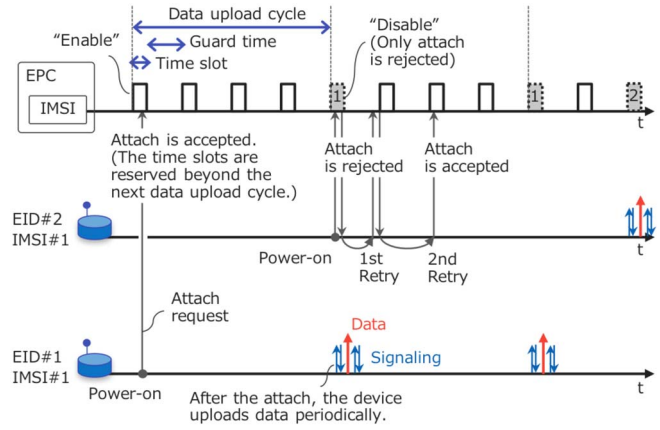 Data upload cycle
"Enable"
Guard time
Time slot
"Disable"
(Only attach
is rejected)
EPC
IMSI
1
1
2
t
Attach is accepted.
(The time slots are
reserved beyond the
next data upload cycle.)
Attach
is rejected
Attach
is accepted
EID#2
IMSI#1
Power-on
1st
Retry
2nd
Retry
t
Attach
request
Data
Signaling
EID#1
IMSI#1
Power-on
After the attach, the device
uploads data periodically.
t